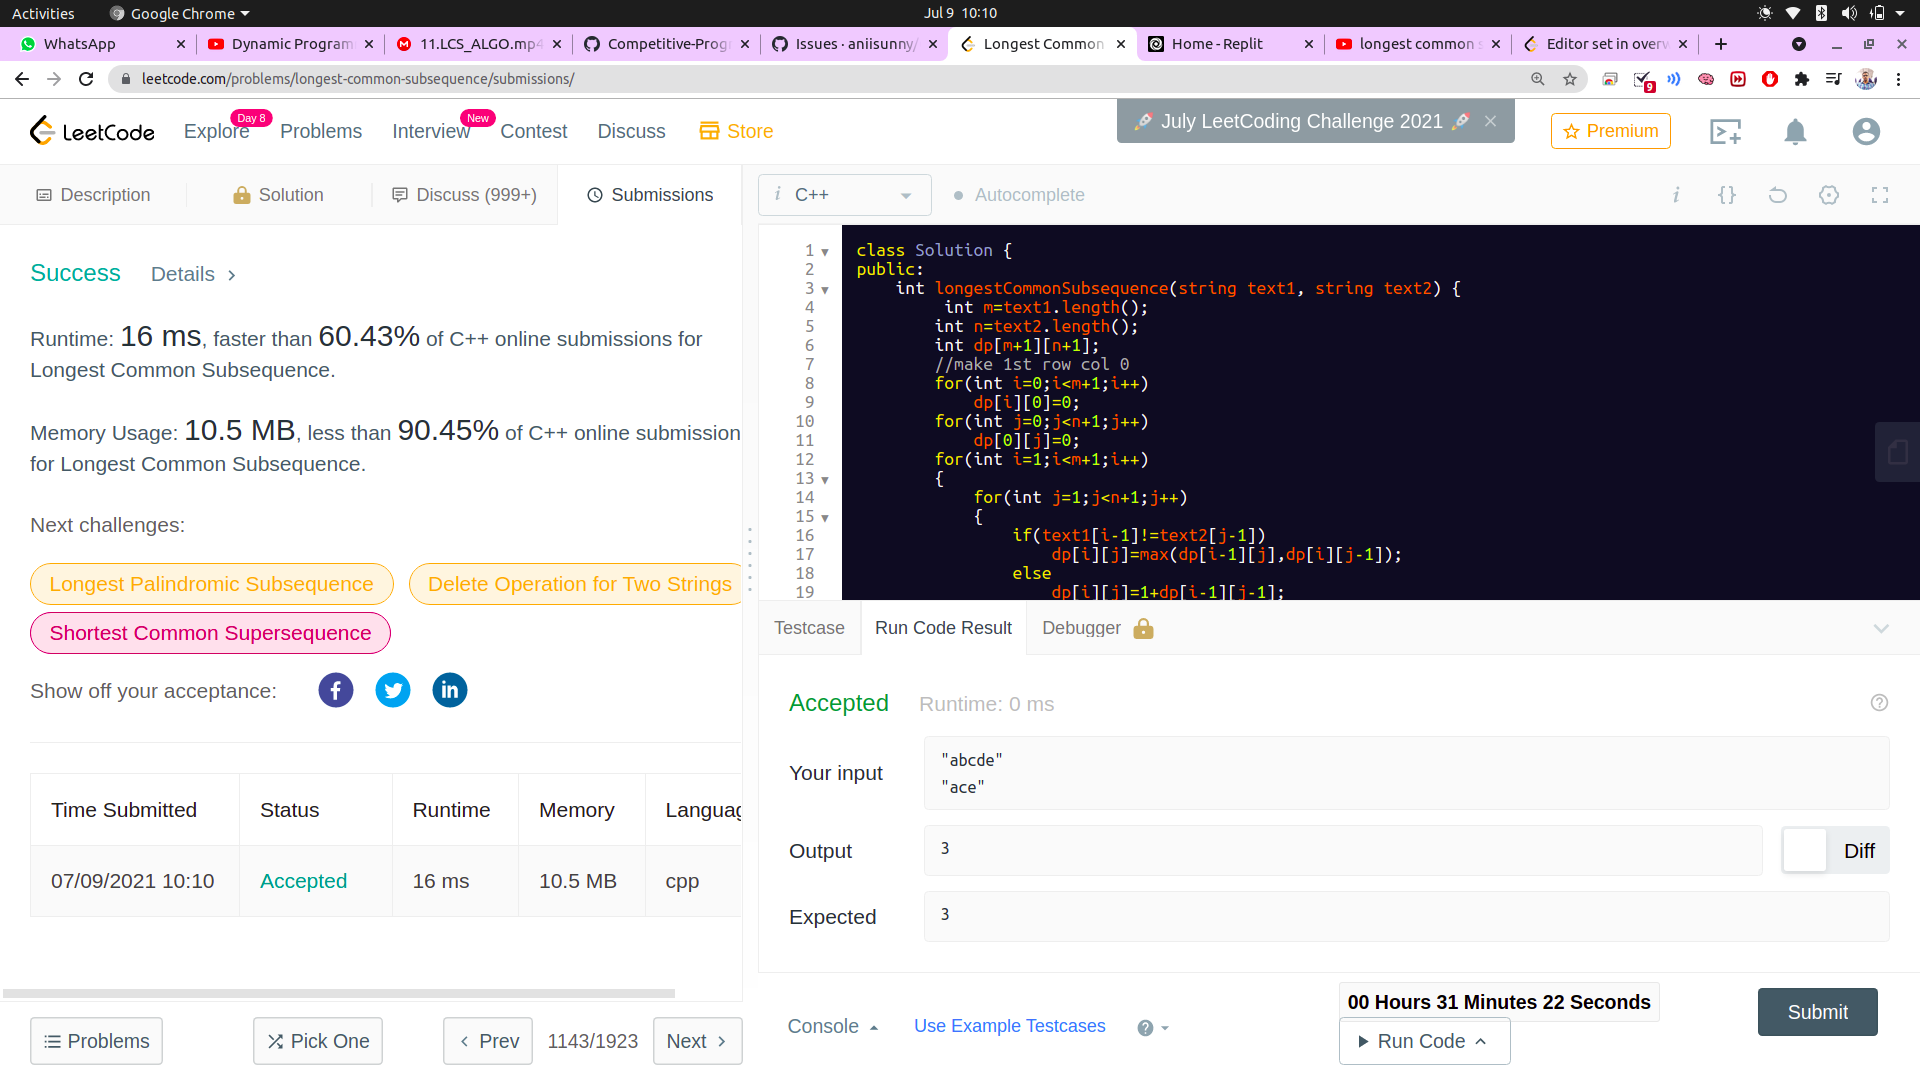 Activities Google Chrome Jul 9 10:10
WhatsApp Dynamic Program 11.LCS_ALGO.mp4 Competitive-Prog Issues · aniisunny/ Longest Common Home - Replit longest common s Editor set in overw
leetcode.com/problems/longest-common-subsequence/submissions/ 9
LeetCode Explore Day 8 Problems Interview New Contest Discuss Store 🚀 July LeetCoding Challenge 2021 🚀 Premium
Description Solution Discuss (999+) Submissions
Success Details
Runtime: 16 ms, faster than 60.43% of C++ online submissions for
Longest Common Subsequence.
Memory Usage: 10.5 MB, less than 90.45% of C++ online submission
for Longest Common Subsequence.
Next challenges:
Longest Palindromic Subsequence Delete Operation for Two Strings
Shortest Common Supersequence
Show off your acceptance:
Time Submitted Status Runtime Memory Languag
07/09/2021 10:10 Accepted 16 ms 10.5 MB cpp
Problems Pick One Prev 1143/1923 Next
i C++ Autocomplete i {}
1 class Solution {
2 public:
3 int longestCommonSubsequence(string text1, string text2) {
4 int m=text1.length();
5 int n=text2.length();
6 int dp[m+1][n+1];
7 //make 1st row col 0
8 for(int i=0;i<m+1;i++)
9 dp[i][0]=0;
10 for(int j=0;j<n+1;j++)
11 dp[0][j]=0;
12 for(int i=1;i<m+1;i++)
13 {
14 for(int j=1;j<n+1;j++)
15 {
16 if(text1[i-1]!=text2[j-1])
17 dp[i][j]=max(dp[i-1][j],dp[i][j-1]);
18 else
19 dp[i][j]=1+dp[i-1][j-1];
Testcase Run Code Result Debugger
Accepted Runtime: 0 ms
Your input "abcde"
"ace"
Output 3 Diff
Expected 3
00 Hours 31 Minutes 22 Seconds
Console Use Example Testcases Run Code Submit